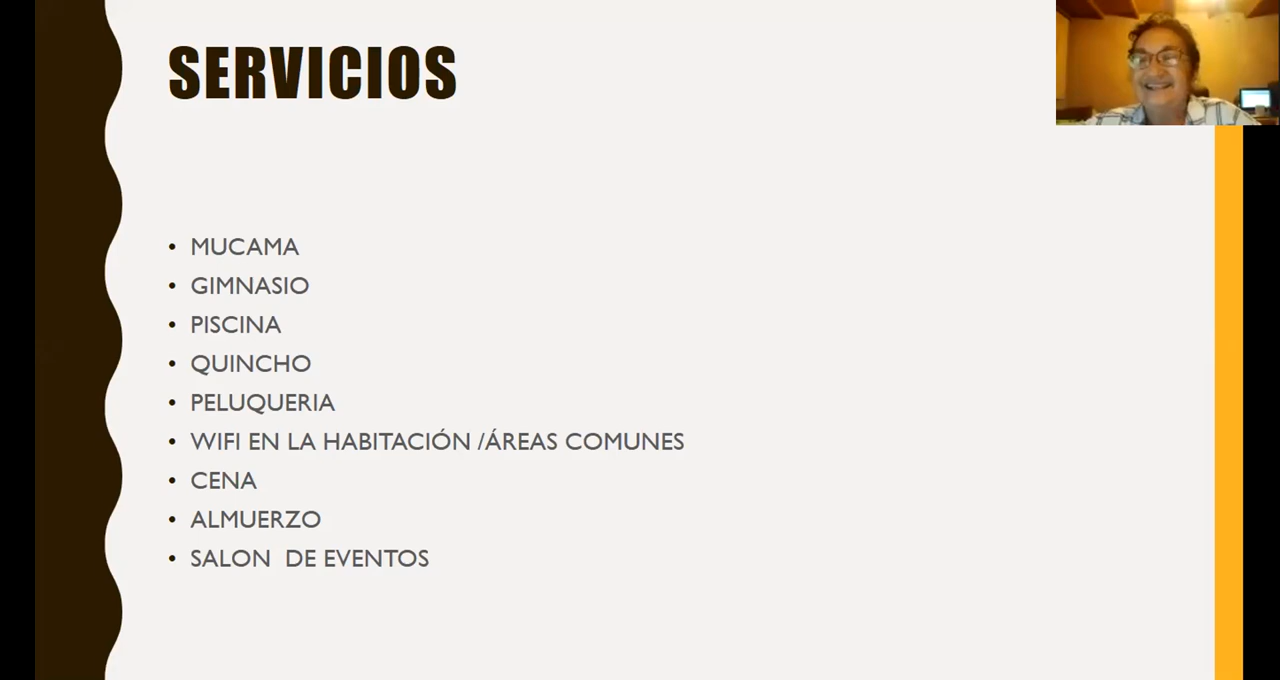 SERVICIOS
• MUCAMA
• GIMNASIO
• PISCINA
• QUINCHO
• PELUQUERIA
• WIFI EN LA HABITACIÓN /ÁREAS COMUNES
• CENA
• ALMUERZO
• SALON  DE EVENTOS